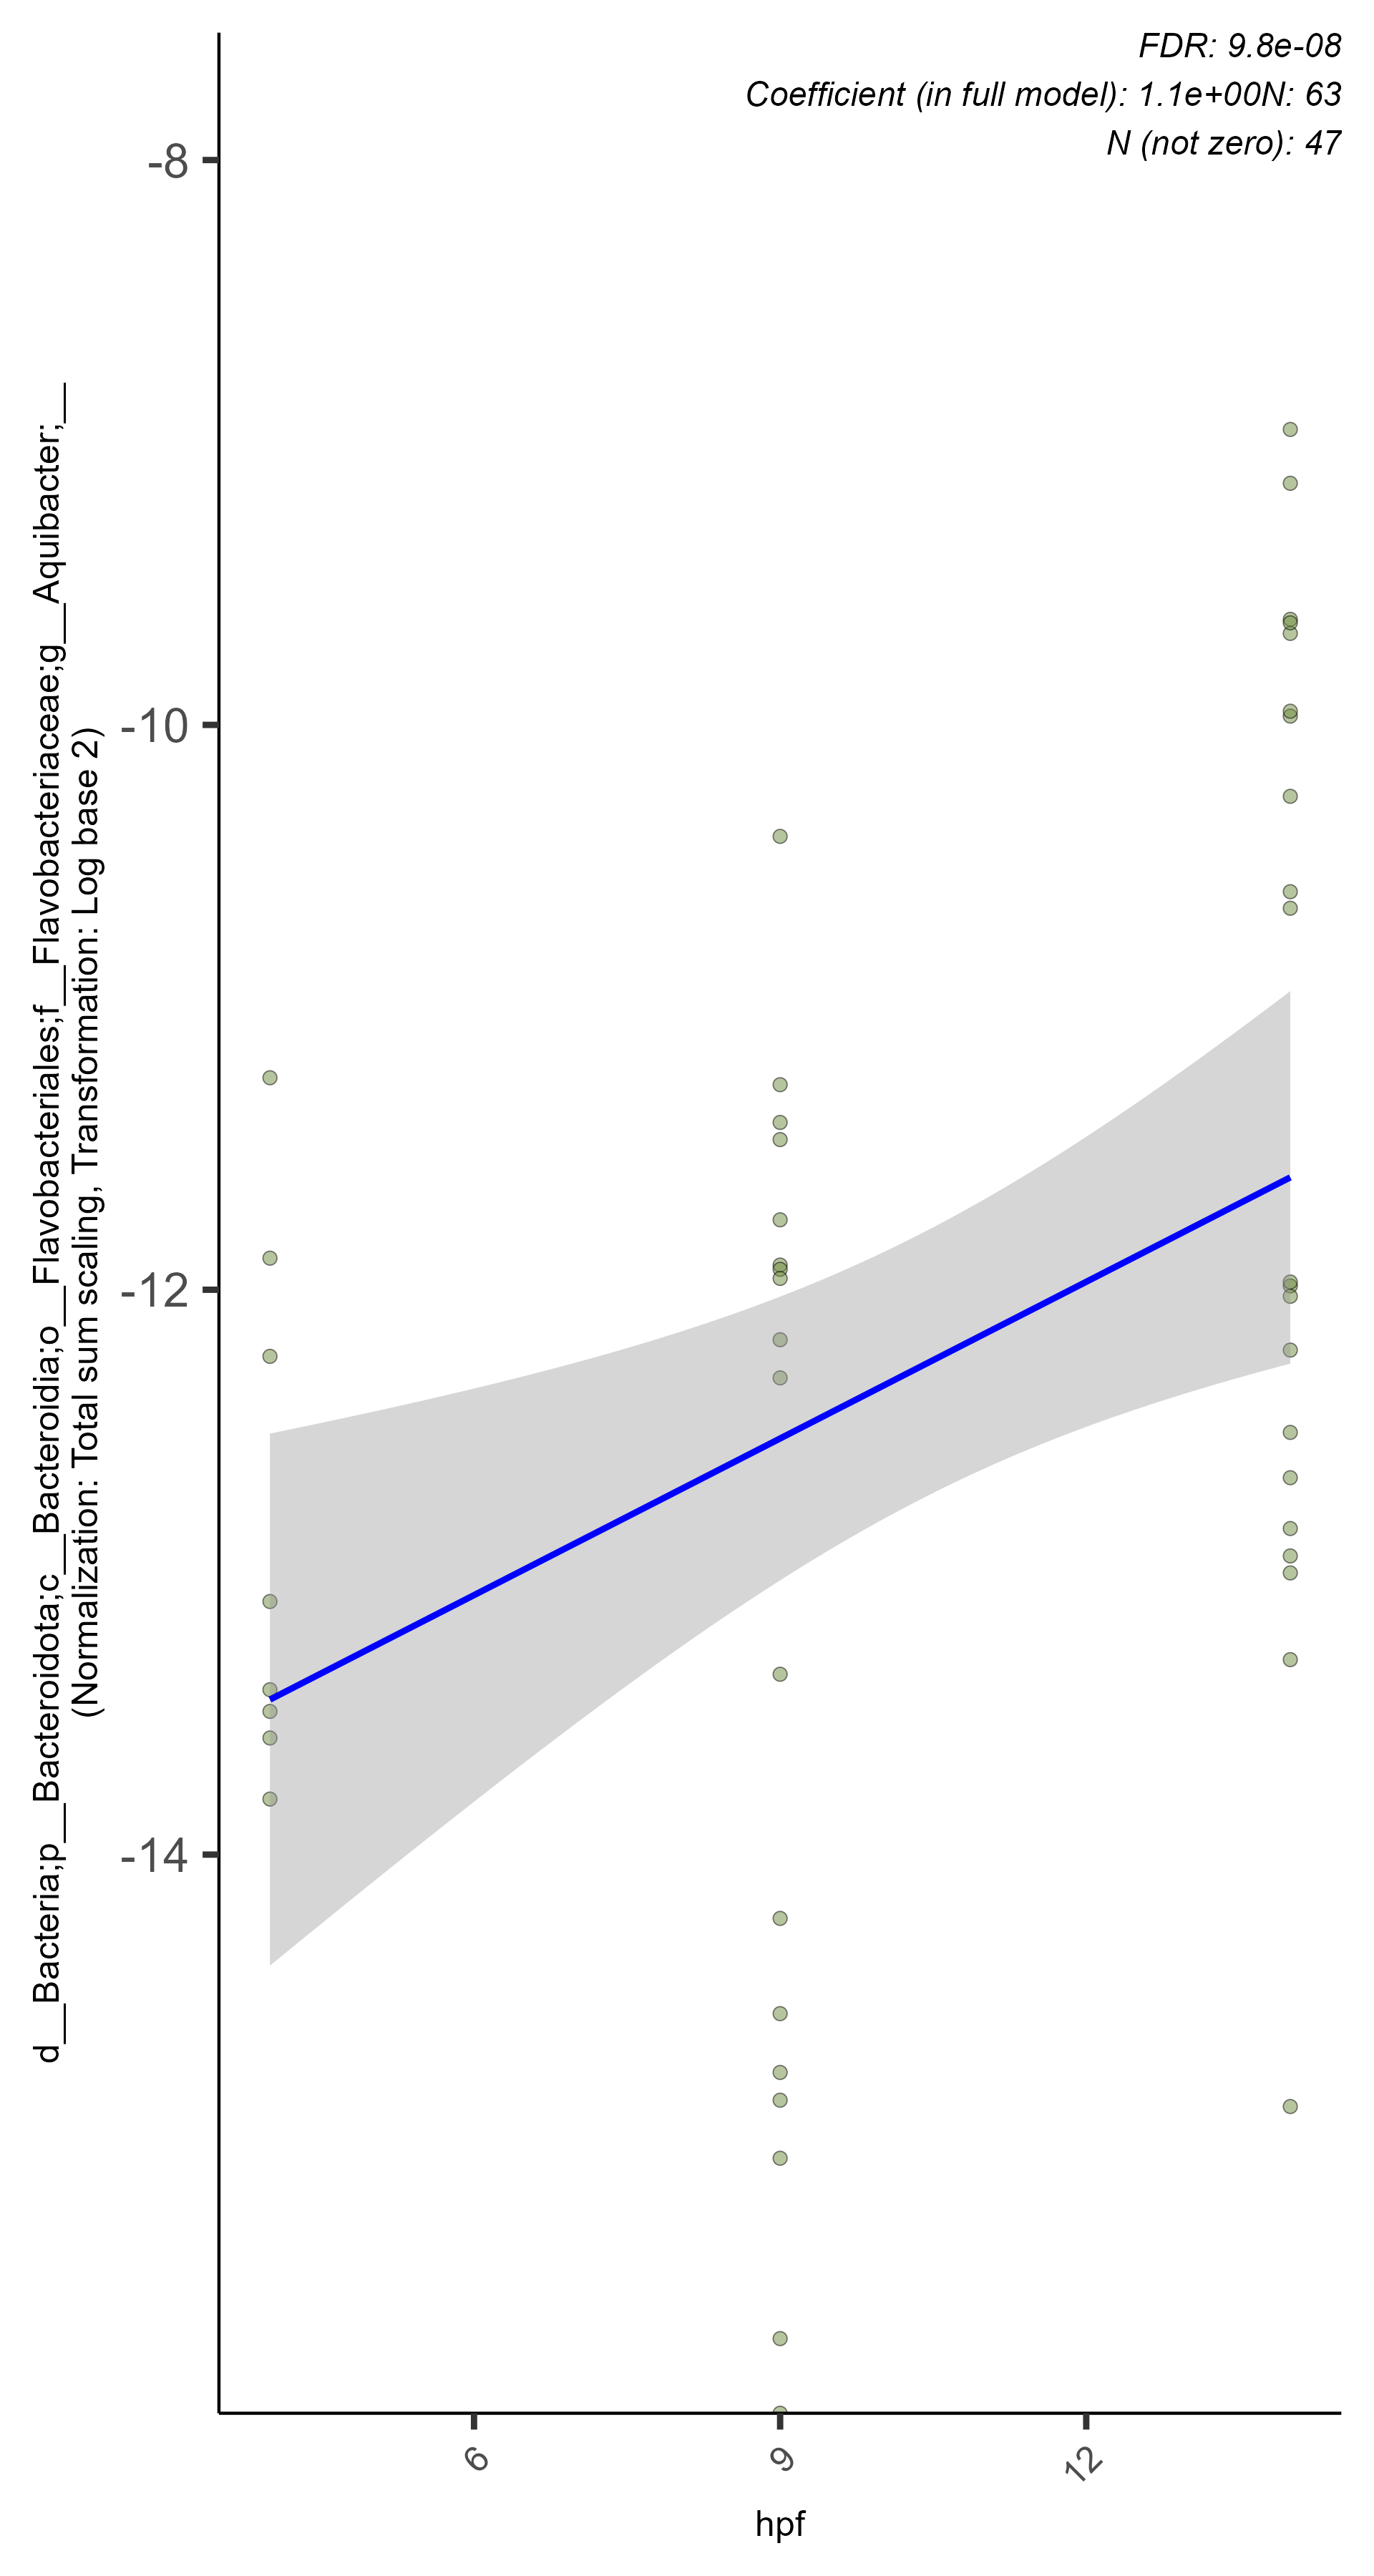 FDR: 9.8e-08
Coefficient (in full model): 1.1e+00N: 63
N (not zero): 47
d__Bacteria;p__Bacteroidota;c__Bacteroidia;o__Flavobacteriales;f__Flavobacteriaceae;g__Aquibacter;__
(Normalization: Total sum scaling, Transformation: Log base 2)
-8
-10
-12
-14
6
9
12
hpf